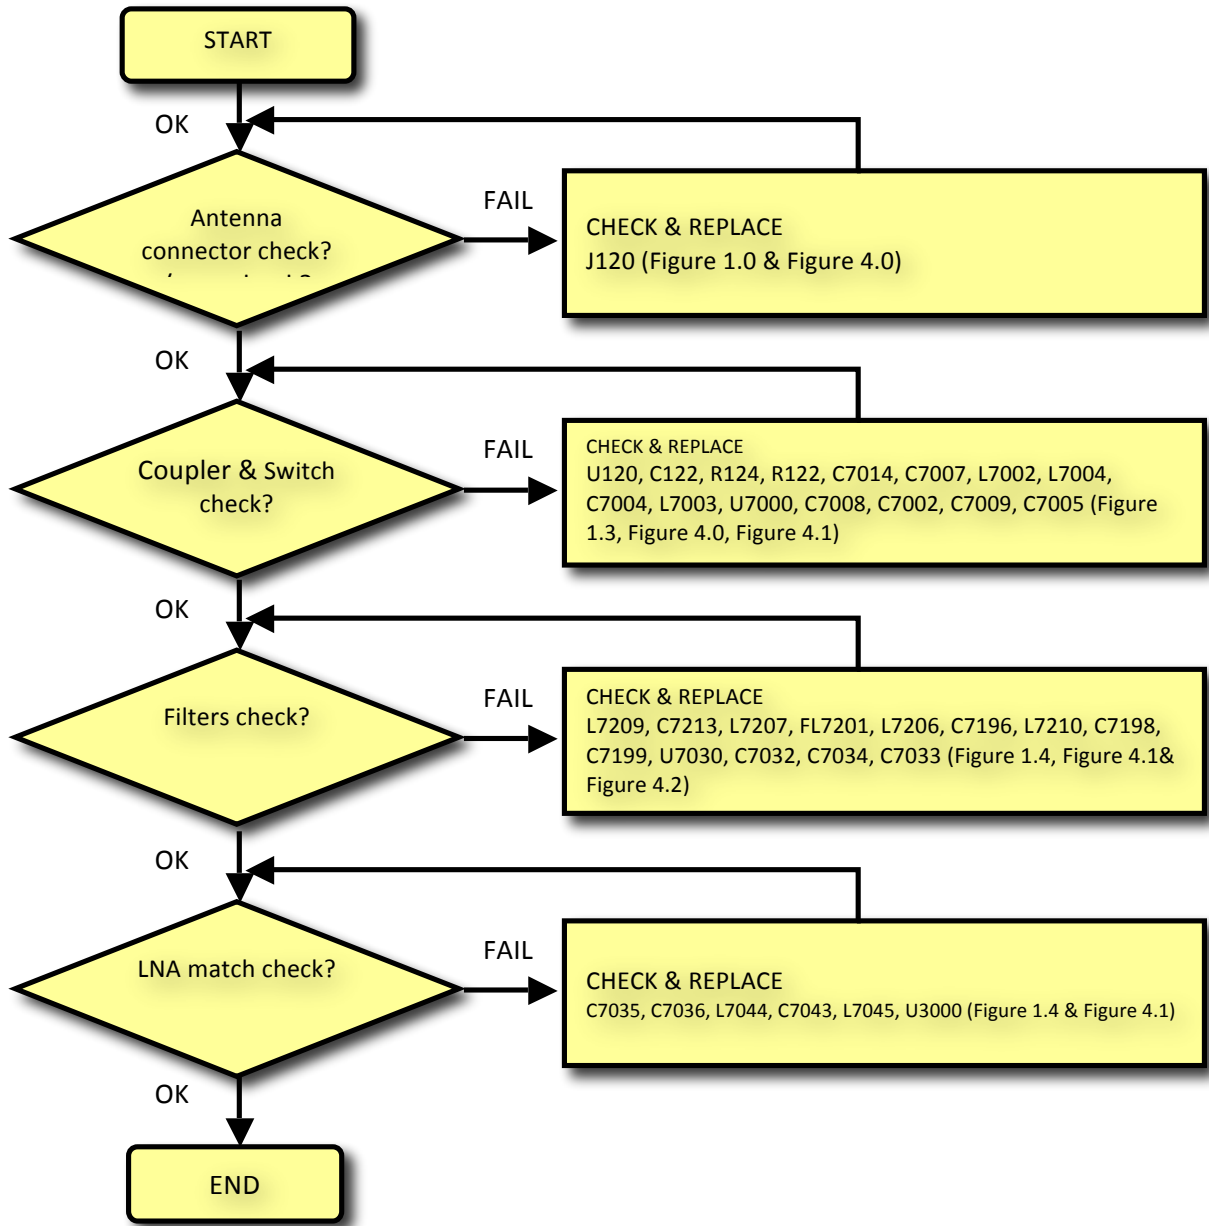 START
OK
Antenna
connector check?
FAIL
CHECK & REPLACE
J120 (Figure 1.0 & Figure 4.0)
OK
Coupler & Switch
check?
FAIL
CHECK & REPLACE
U120, C122, R124, R122, C7014, C7007, L7002, L7004,
C7004, L7003, U7000, C7008, C7002, C7009, C7005 (Figure
1.3, Figure 4.0, Figure 4.1)
OK
Filters check?
FAIL
CHECK & REPLACE
L7209, C7213, L7207, FL7201, L7206, C7196, L7210, C7198,
C7199, U7030, C7032, C7034, C7033 (Figure 1.4, Figure 4.1&
Figure 4.2)
OK
LNA match check?
FAIL
CHECK & REPLACE
C7035, C7036, L7044, C7043, L7045, U3000 (Figure 1.4 & Figure 4.1)
OK
END